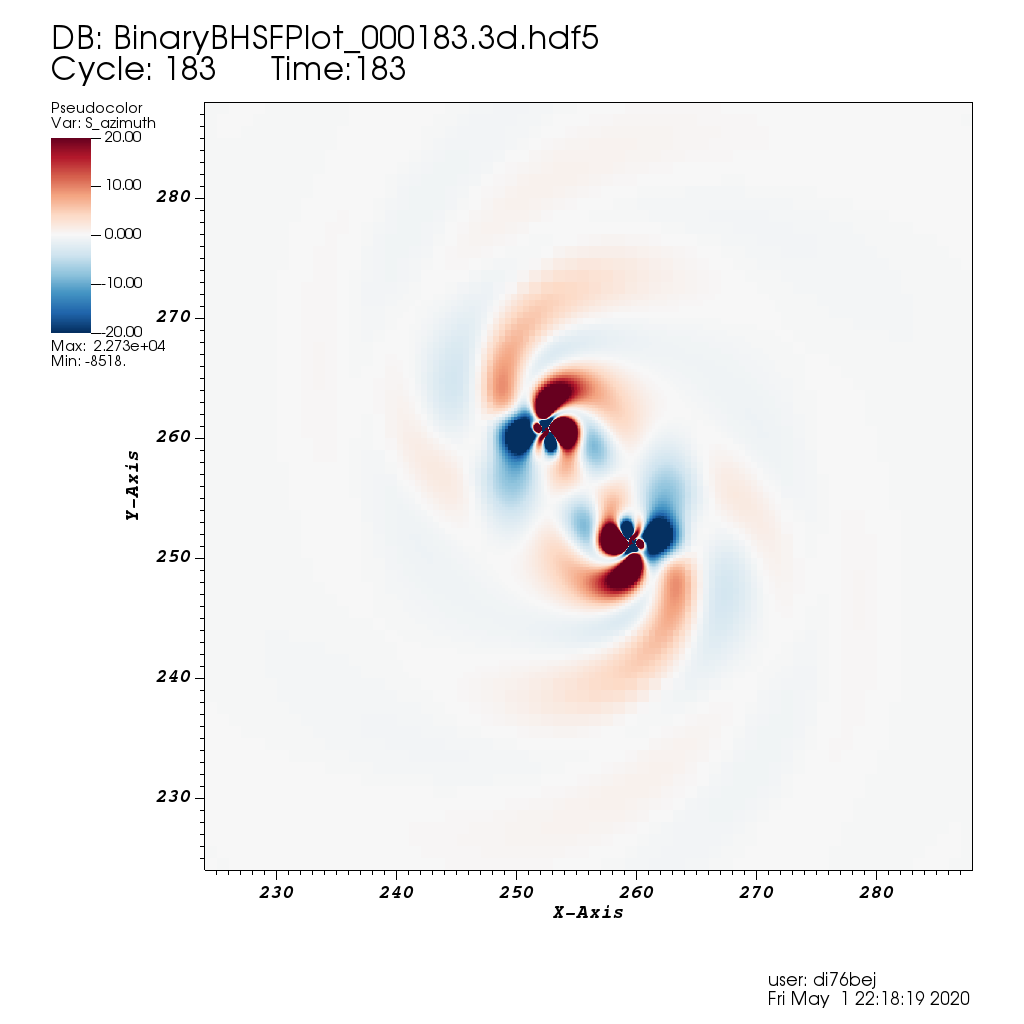 DB: BinaryBHSFPlot_000183.3d.hdf5
Cycle: 183 Time:183
Pseudocolor
Var: S_azimuth
20.00
10.00
0.000
-10.00
-20.00
Max: 2.273e+04
Min: -8518.
280
270
260
250
240
230
Y-Axis
230 240 250 260 270 280
X-Axis
user: di76bej
Fri May 1 22:18:19 2020